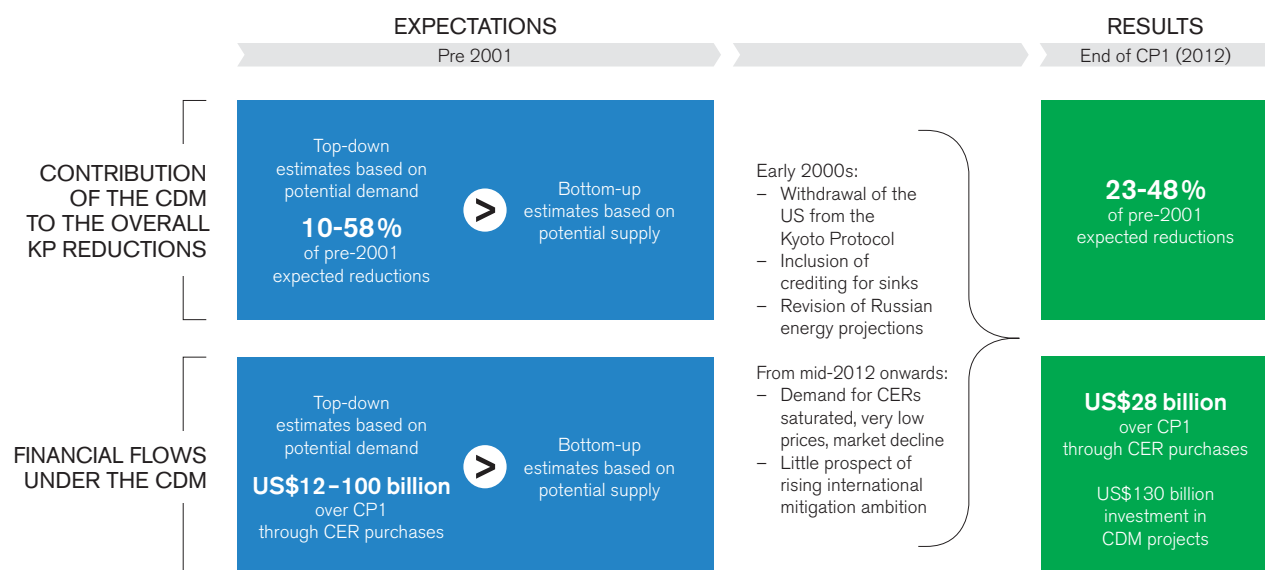 EXPECTATIONS
Pre 2001
RESULTS
End of CP1 (2012)
CONTRIBUTION
OF THE CDM
TO THE OVERALL
KP REDUCTIONS
Top-down
estimates based on
potential demand
10-58%
of pre-2001
expected reductions
>
Bottom-up
estimates based on
potential supply
Early 2000s:
– Withdrawal of the
US from the
Kyoto Protocol
– Inclusion of
crediting for sinks
– Revision of Russian
energy projections
From mid-2012 onwards:
– Demand for CERs
saturated, very low
prices, market decline
– Little prospect of
rising international
mitigation ambition
23-48%
of pre-2001
expected reductions
FINANCIAL FLOWS
UNDER THE CDM
Top-down
estimates based on
potential demand
US$12–100 billion
over CP1
through CER purchases
>
Bottom-up
estimates based on
potential supply
US$28 billion
over CP1
through CER purchases
US$130 billion
investment in
CDM projects